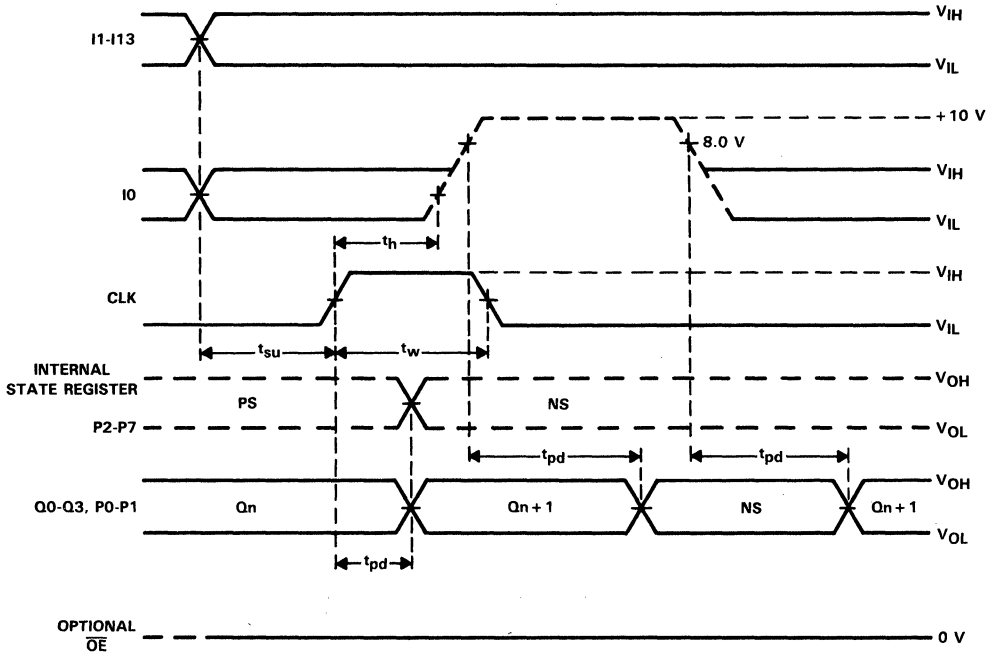 I1-I13
VIH
VIL
+10 V
8.0 V
I0
VIH
VIL
th
CLK
VIH
VIL
tsu
tw
INTERNAL
STATE REGISTER
P2-P7
PS
NS
VOH
VOL
tpd
tpd
Q0-Q3, P0-P1
Qn
Qn + 1
NS
Qn + 1
VOH
VOL
tpd
OPTIONAL
OE
0 V